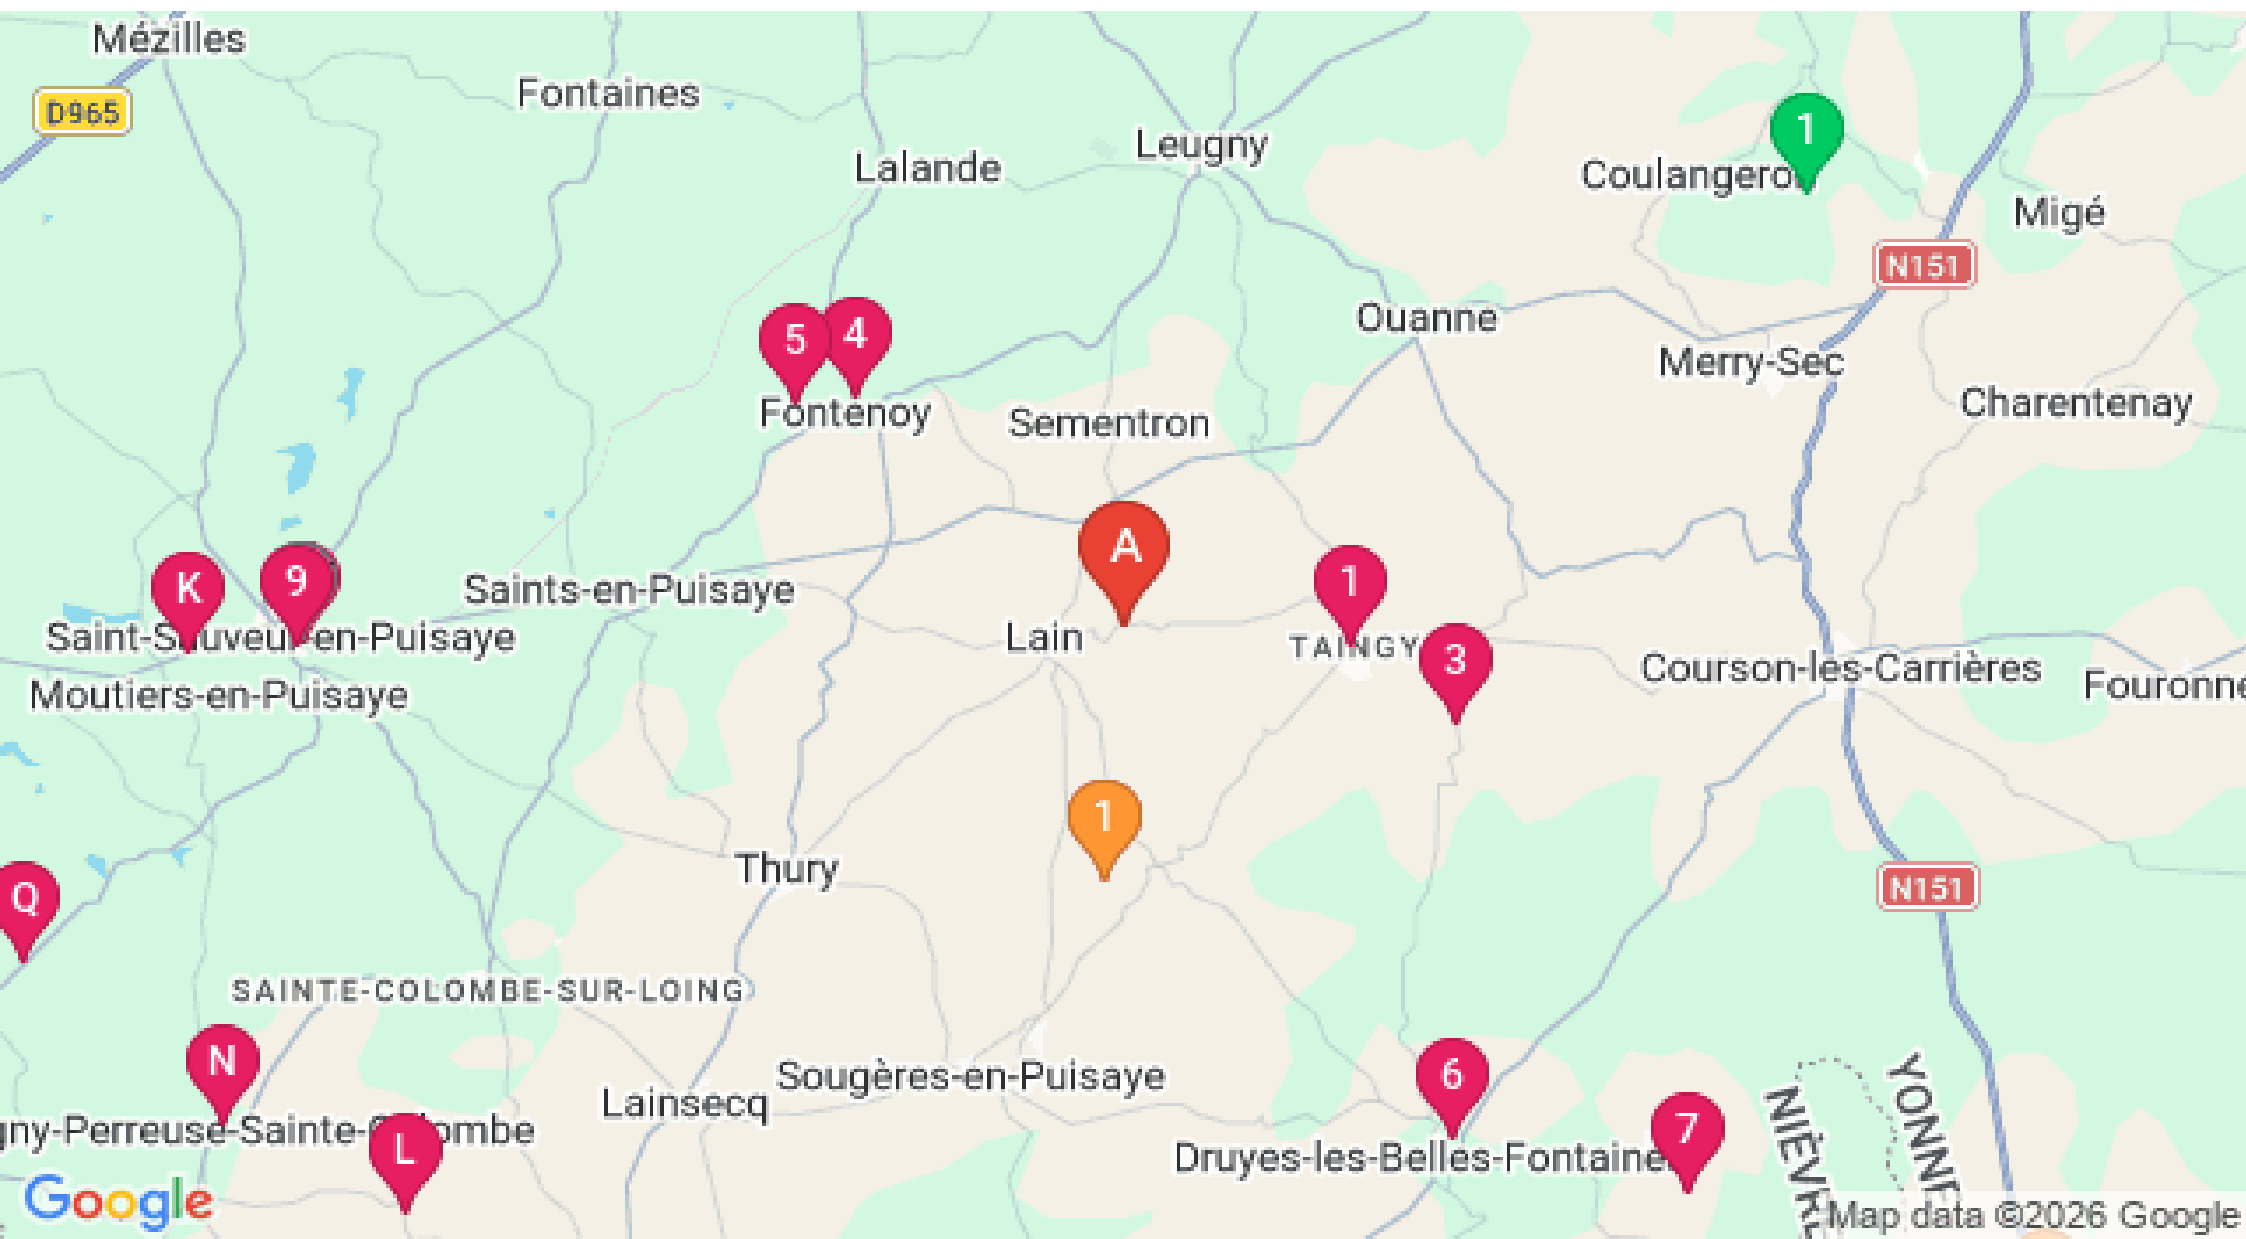 Mézilles
Fontaines
D965
Leugny
1
Lalande
Coulangeron
Migé
N151
Ouanne
5
4
Merry-Sec
Charentenay
Fontenoy
Sementron
A
K
9
1
Saints-en-Puisaye
Saint-Sauveur-en-Puisaye
Lain
TAINGY
3
Courson-les-Carrières
Fouronne
Moutiers-en-Puisaye
1
Thury
N151
Q
SAINTE-COLOMBE-SUR-LOING
N
Sougères-en-Puisaye
6
Lainsecq
7
YONNE
NIÈVRE
gny-Perreuse-Sainte-Colombe
L
Druyes-les-Belles-Fontaine
Google
Map data ©2026 Google